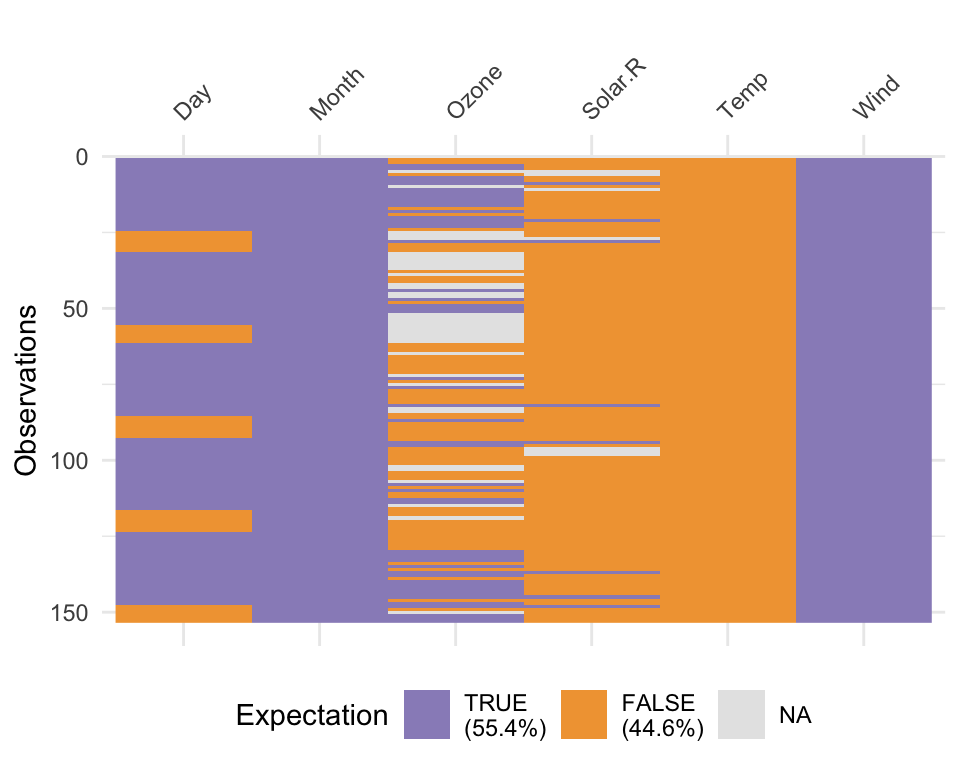 Day
Month
Ozone
Solar.R
Temp
Wind
0
50
100
150
Observations
Expectation
TRUE
(55.4%)
FALSE
(44.6%)
NA